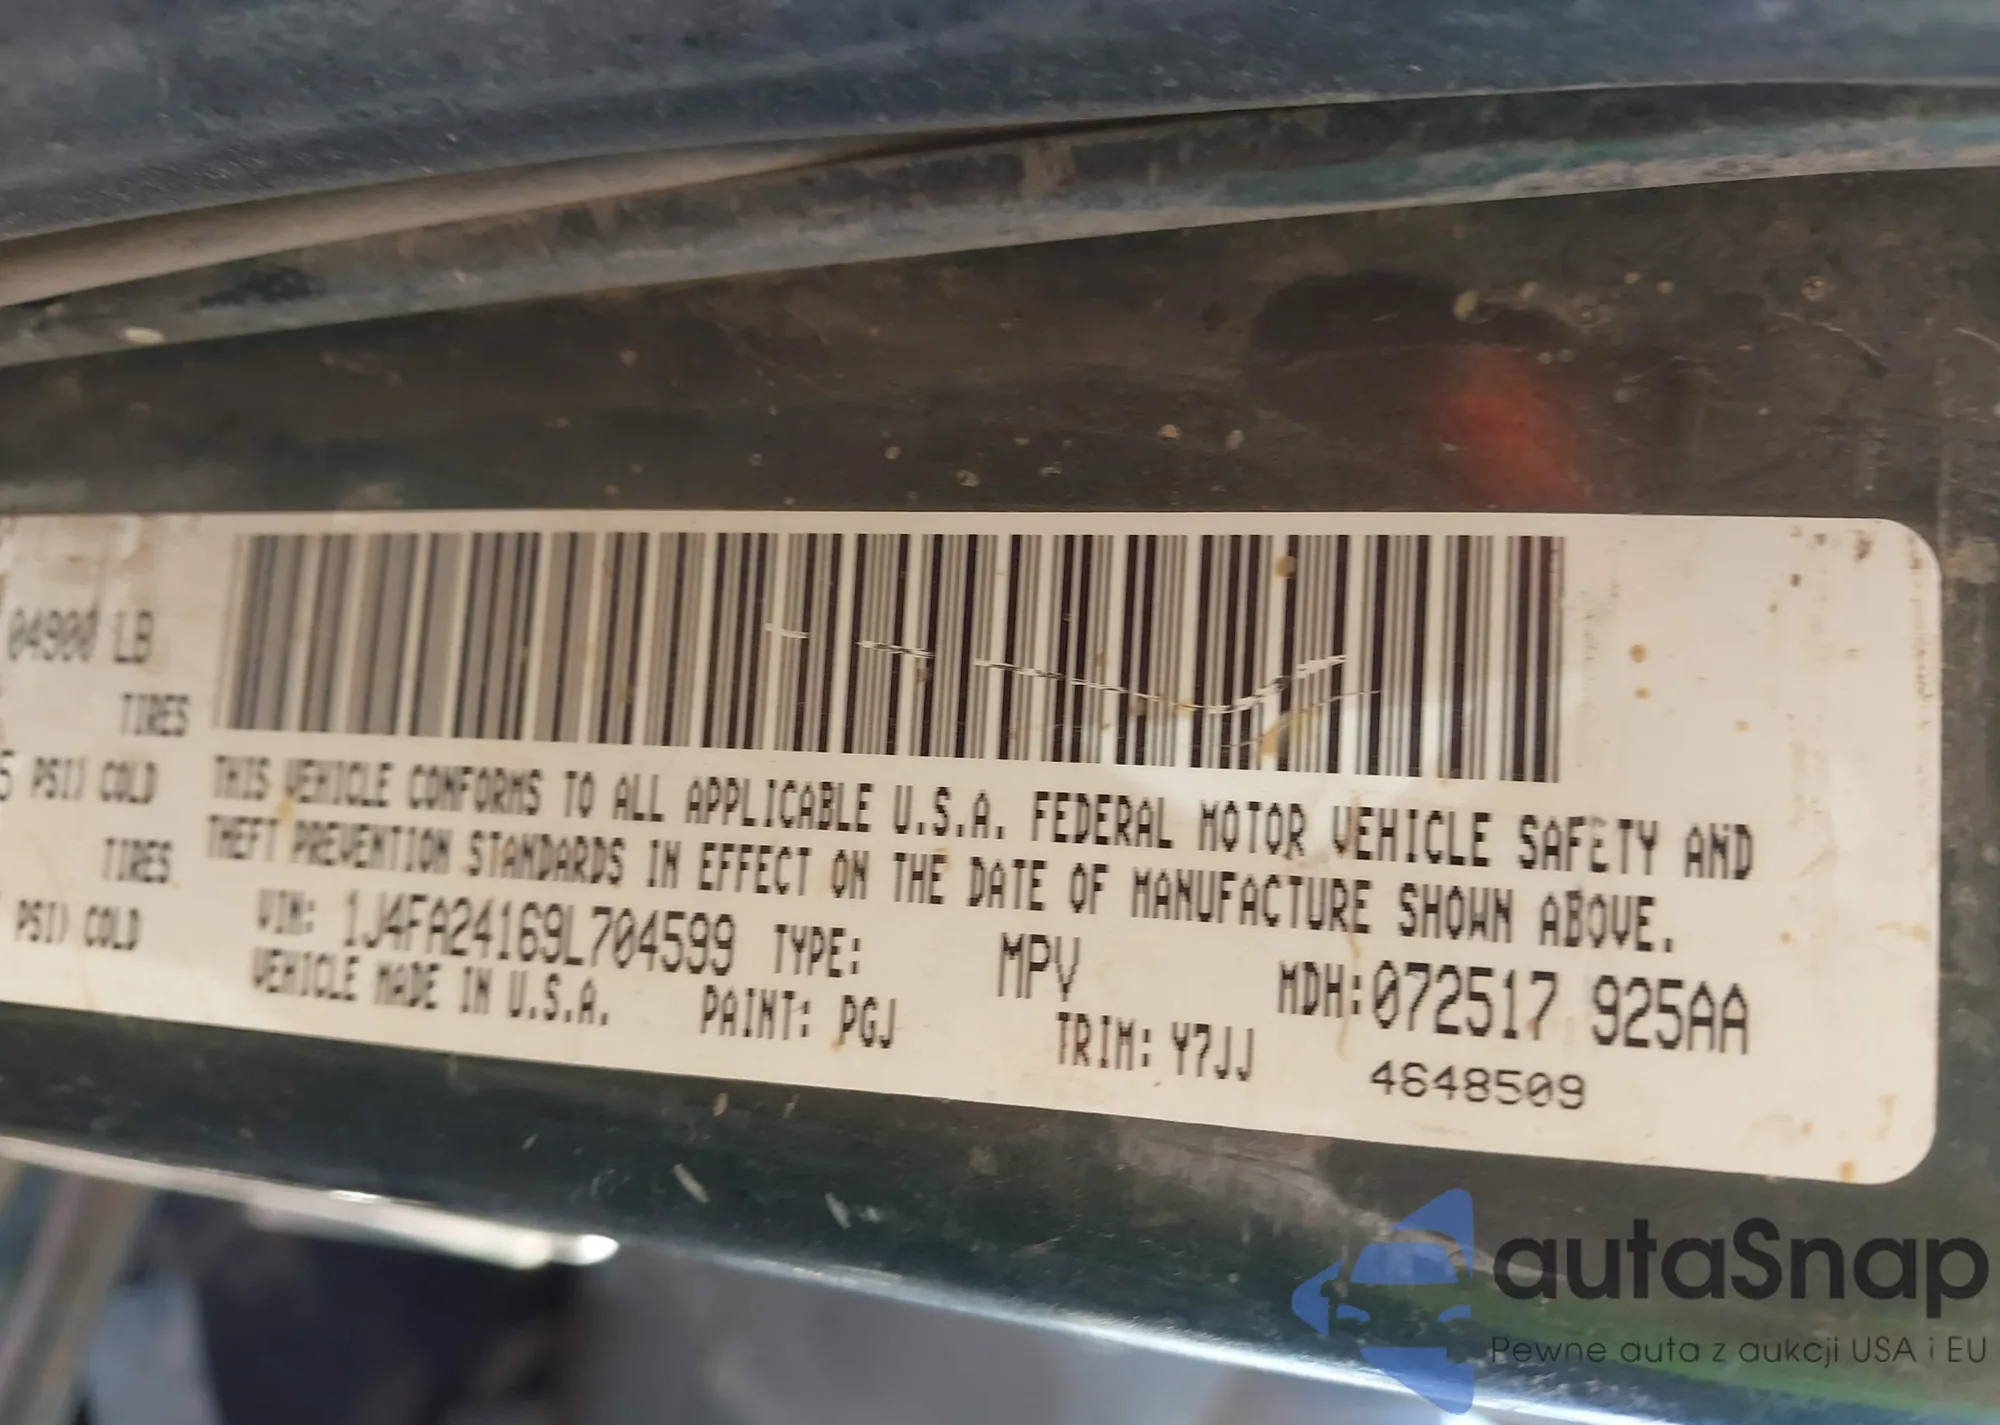 04900 LB
TIRES
5 PSI) COLD
TIRES
PSI) COLD
THIS VEHICLE CONFORMS TO ALL APPLICABLE U.S.A. FEDERAL MOTOR VEHICLE SAFETY AND
THEFT PREVENTION STANDARDS IN EFFECT ON THE DATE OF MANUFACTURE SHOWN ABOVE.
VIN: 1J4FA24169L704599 TYPE: MPV MDH:072517 925AA
VEHICLE MADE IN U.S.A. PAINT: PGJ TRIM: Y7JJ 4648509
autaSnap
Pewne auta z aukcji USA i EU